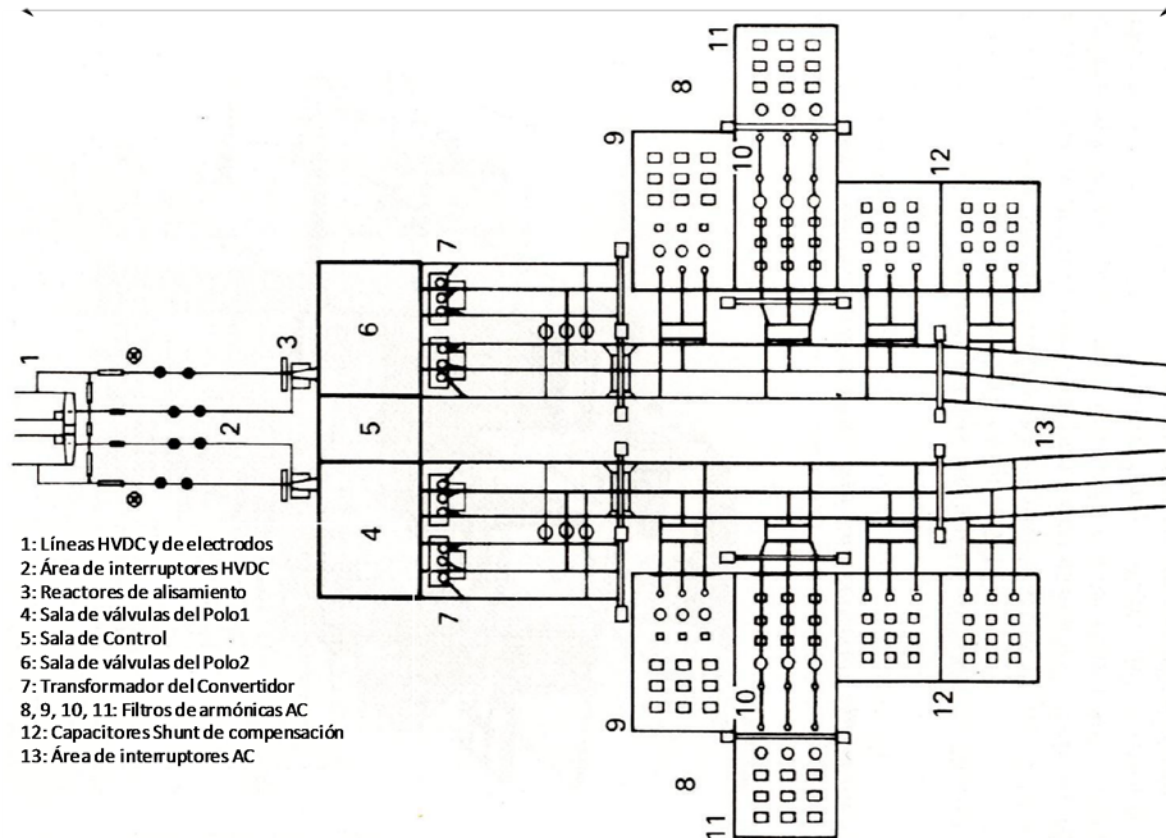 11
8
9
10
12
7
6
1
3
2
5
13
4
7
10
9
12
8
11
1: Líneas HVDC y de electrodos
2: Área de interruptores HVDC
3: Reactores de alisamiento
4: Sala de válvulas del Polo1
5: Sala de Control
6: Sala de válvulas del Polo2
7: Transformador del Convertidor
8, 9, 10, 11: Filtros de armónicas AC
12: Capacitores Shunt de compensación
13: Área de interruptores AC